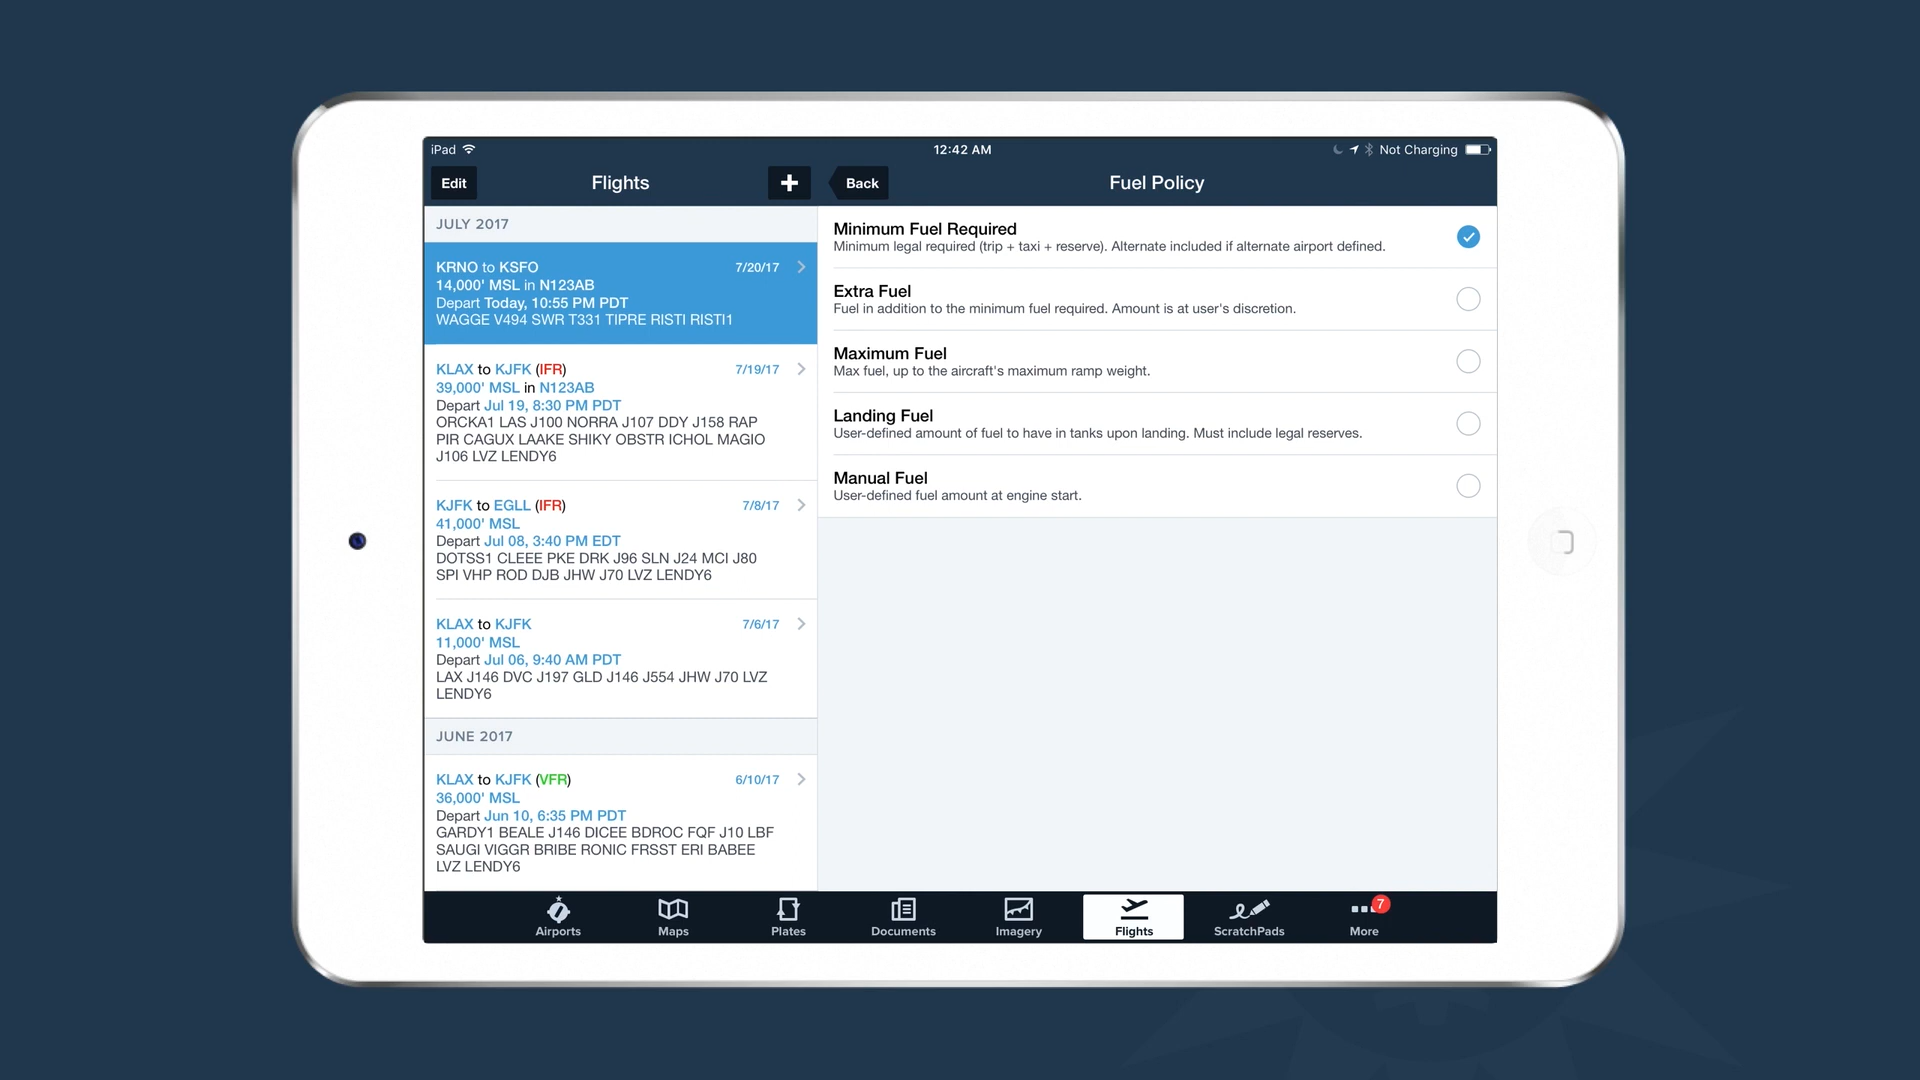 iPad
12:42 AM
Not Charging
Edit
Flights
Back
Fuel Policy
JULY 2017
KRNO to KSFO
7/20/17
14,000' MSL in N123AB
Depart Today, 10:55 PM PDT
WAGGE V494 SWR T331 TIPRE RISTI RISTI1
KLAX to KJFK (IFR)
7/19/17
39,000' MSL in N123AB
Depart Jul 19, 8:30 PM PDT
ORCKA1 LAS J100 NORRA J107 DDY J158 RAP
PIR CAGUX LAAKE SHIKY OBSTR ICHOL MAGIO
J106 LVZ LENDY6
KJFK to EGLL (IFR)
7/8/17
41,000' MSL
Depart Jul 08, 3:40 PM EDT
DOTSS1 CLEEE PKE DRK J96 SLN J24 MCI J80
SPI VHP ROD DJB JHW J70 LVZ LENDY6
KLAX to KJFK
7/6/17
11,000' MSL
Depart Jul 06, 9:40 AM PDT
LAX J146 DVC J197 GLD J146 J554 JHW J70 LVZ
LENDY6
JUNE 2017
KLAX to KJFK (VFR)
6/10/17
36,000' MSL
Depart Jun 10, 6:35 PM PDT
GARDY1 BEALE J146 DICEE BDROC FQF J10 LBF
SAUGI VIGGR BRIBE RONIC FRSST ERI BABEE
LVZ LENDY6
Minimum Fuel Required
Minimum legal required (trip + taxi + reserve). Alternate included if alternate airport defined.
Extra Fuel
Fuel in addition to the minimum fuel required. Amount is at user's discretion.
Maximum Fuel
Max fuel, up to the aircraft's maximum ramp weight.
Landing Fuel
User-defined amount of fuel to have in tanks upon landing. Must include legal reserves.
Manual Fuel
User-defined fuel amount at engine start.
Airports
Maps
Plates
Documents
Imagery
Flights
ScratchPads
7
More